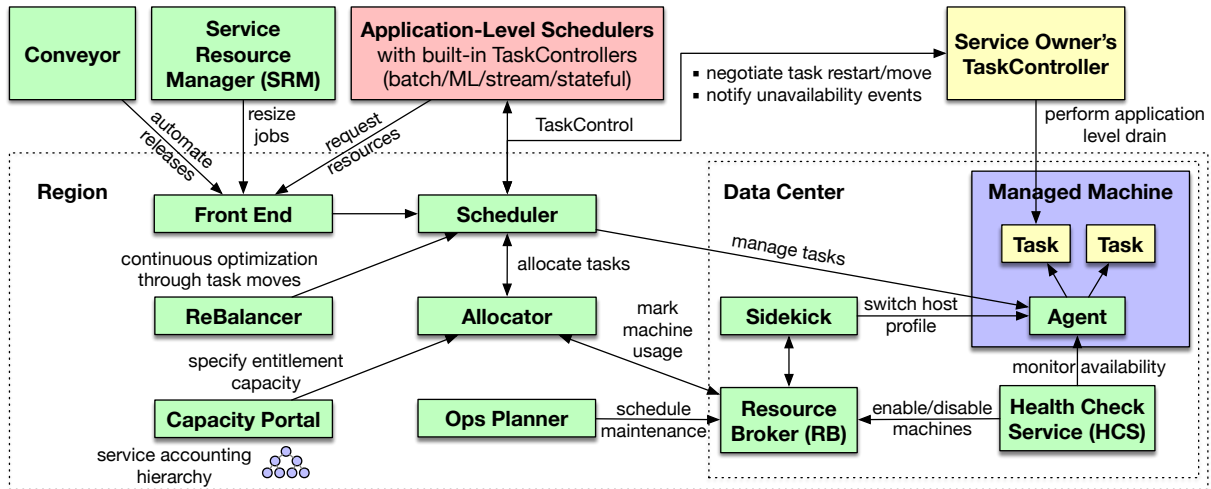 Conveyor
Service
Resource
Manager (SRM)
Application-Level Schedulers
with built-in TaskControllers
(batch/ML/stream/stateful)
Service Owner's
TaskController
▪ negotiate task restart/move
▪ notify unavailability events
automate
releases
resize
jobs
request
resources
TaskControl
perform application
level drain
Region
Front End
Scheduler
Data Center
Managed Machine
Task
Task
continuous optimization
through task moves
allocate tasks
manage tasks
ReBalancer
Allocator
mark
machine
usage
Sidekick
switch host
profile
Agent
specify entitlement
capacity
monitor availability
Capacity Portal
Ops Planner
schedule
maintenance
Resource
Broker (RB)
enable/disable
machines
Health Check
Service (HCS)
service accounting
hierarchy